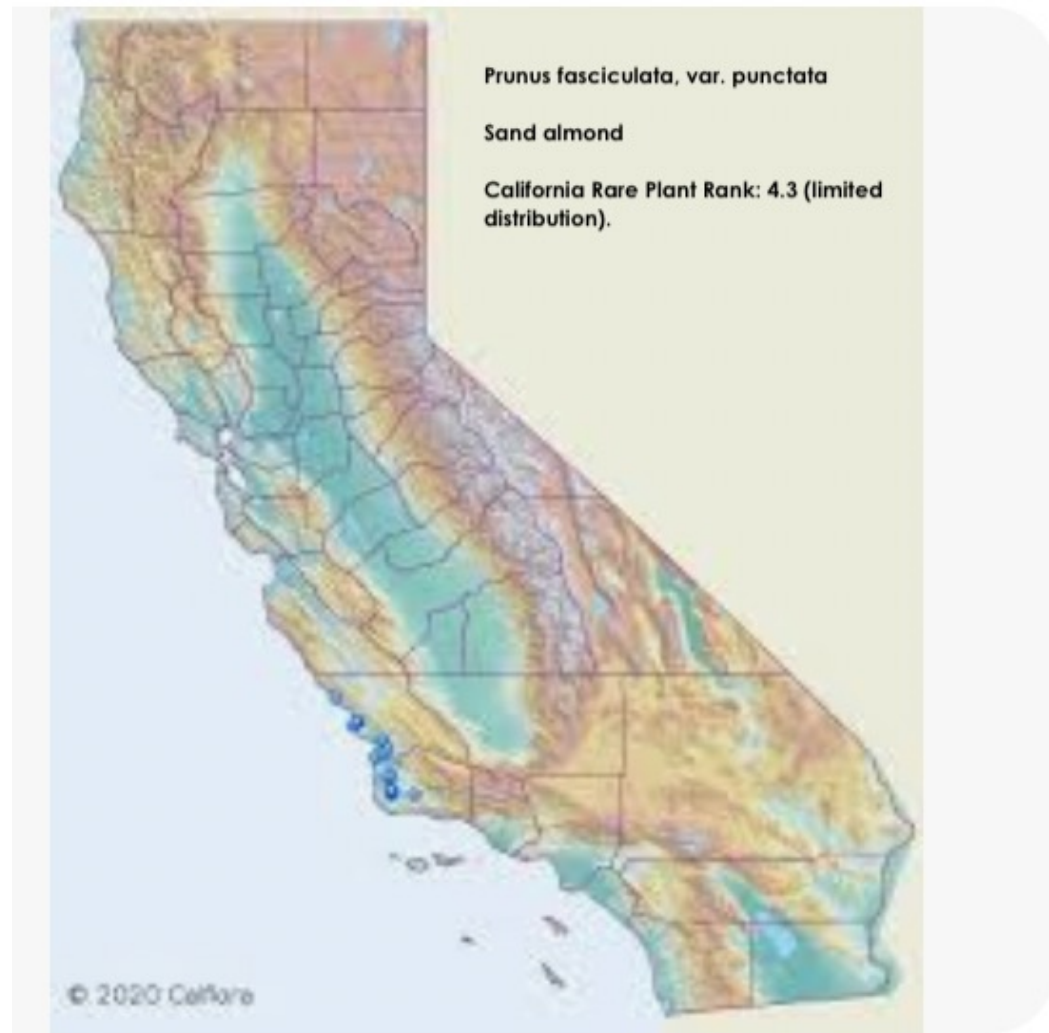 Prunus fasciculata, var. punctata
Sand almond
California Rare Plant Rank: 4.3 (limited
distribution).
© 2020 Calflora